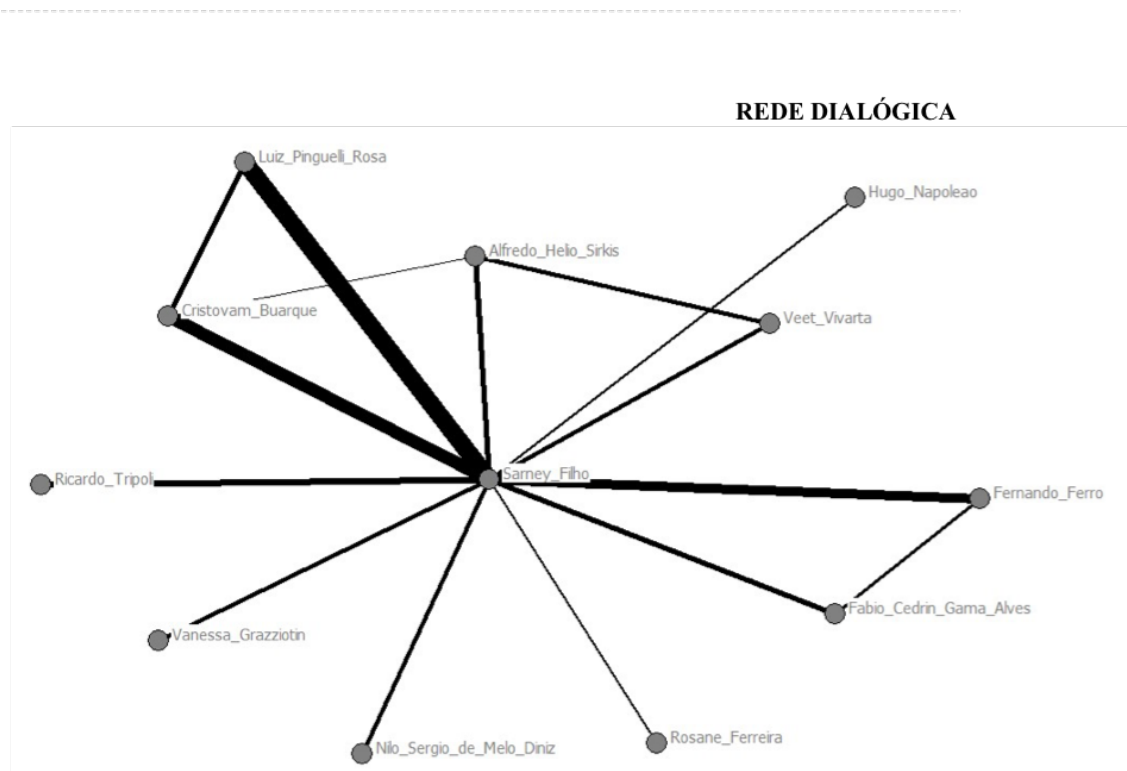 REDE DIALÓGICA
Luiz_Pinguelli_Rosa
Hugo_Napoleao
Alfredo_Helio_Sirkis
Cristovam_Buarque
Veet_Vivarta
Sarney_Filho
Ricardo_Tripoli
Fernando_Ferro
Fabio_Cedrin_Gama_Alves
Vanessa_Grazziotin
Rosane_Ferreira
Nilo_Sergio_de_Melo_Diniz